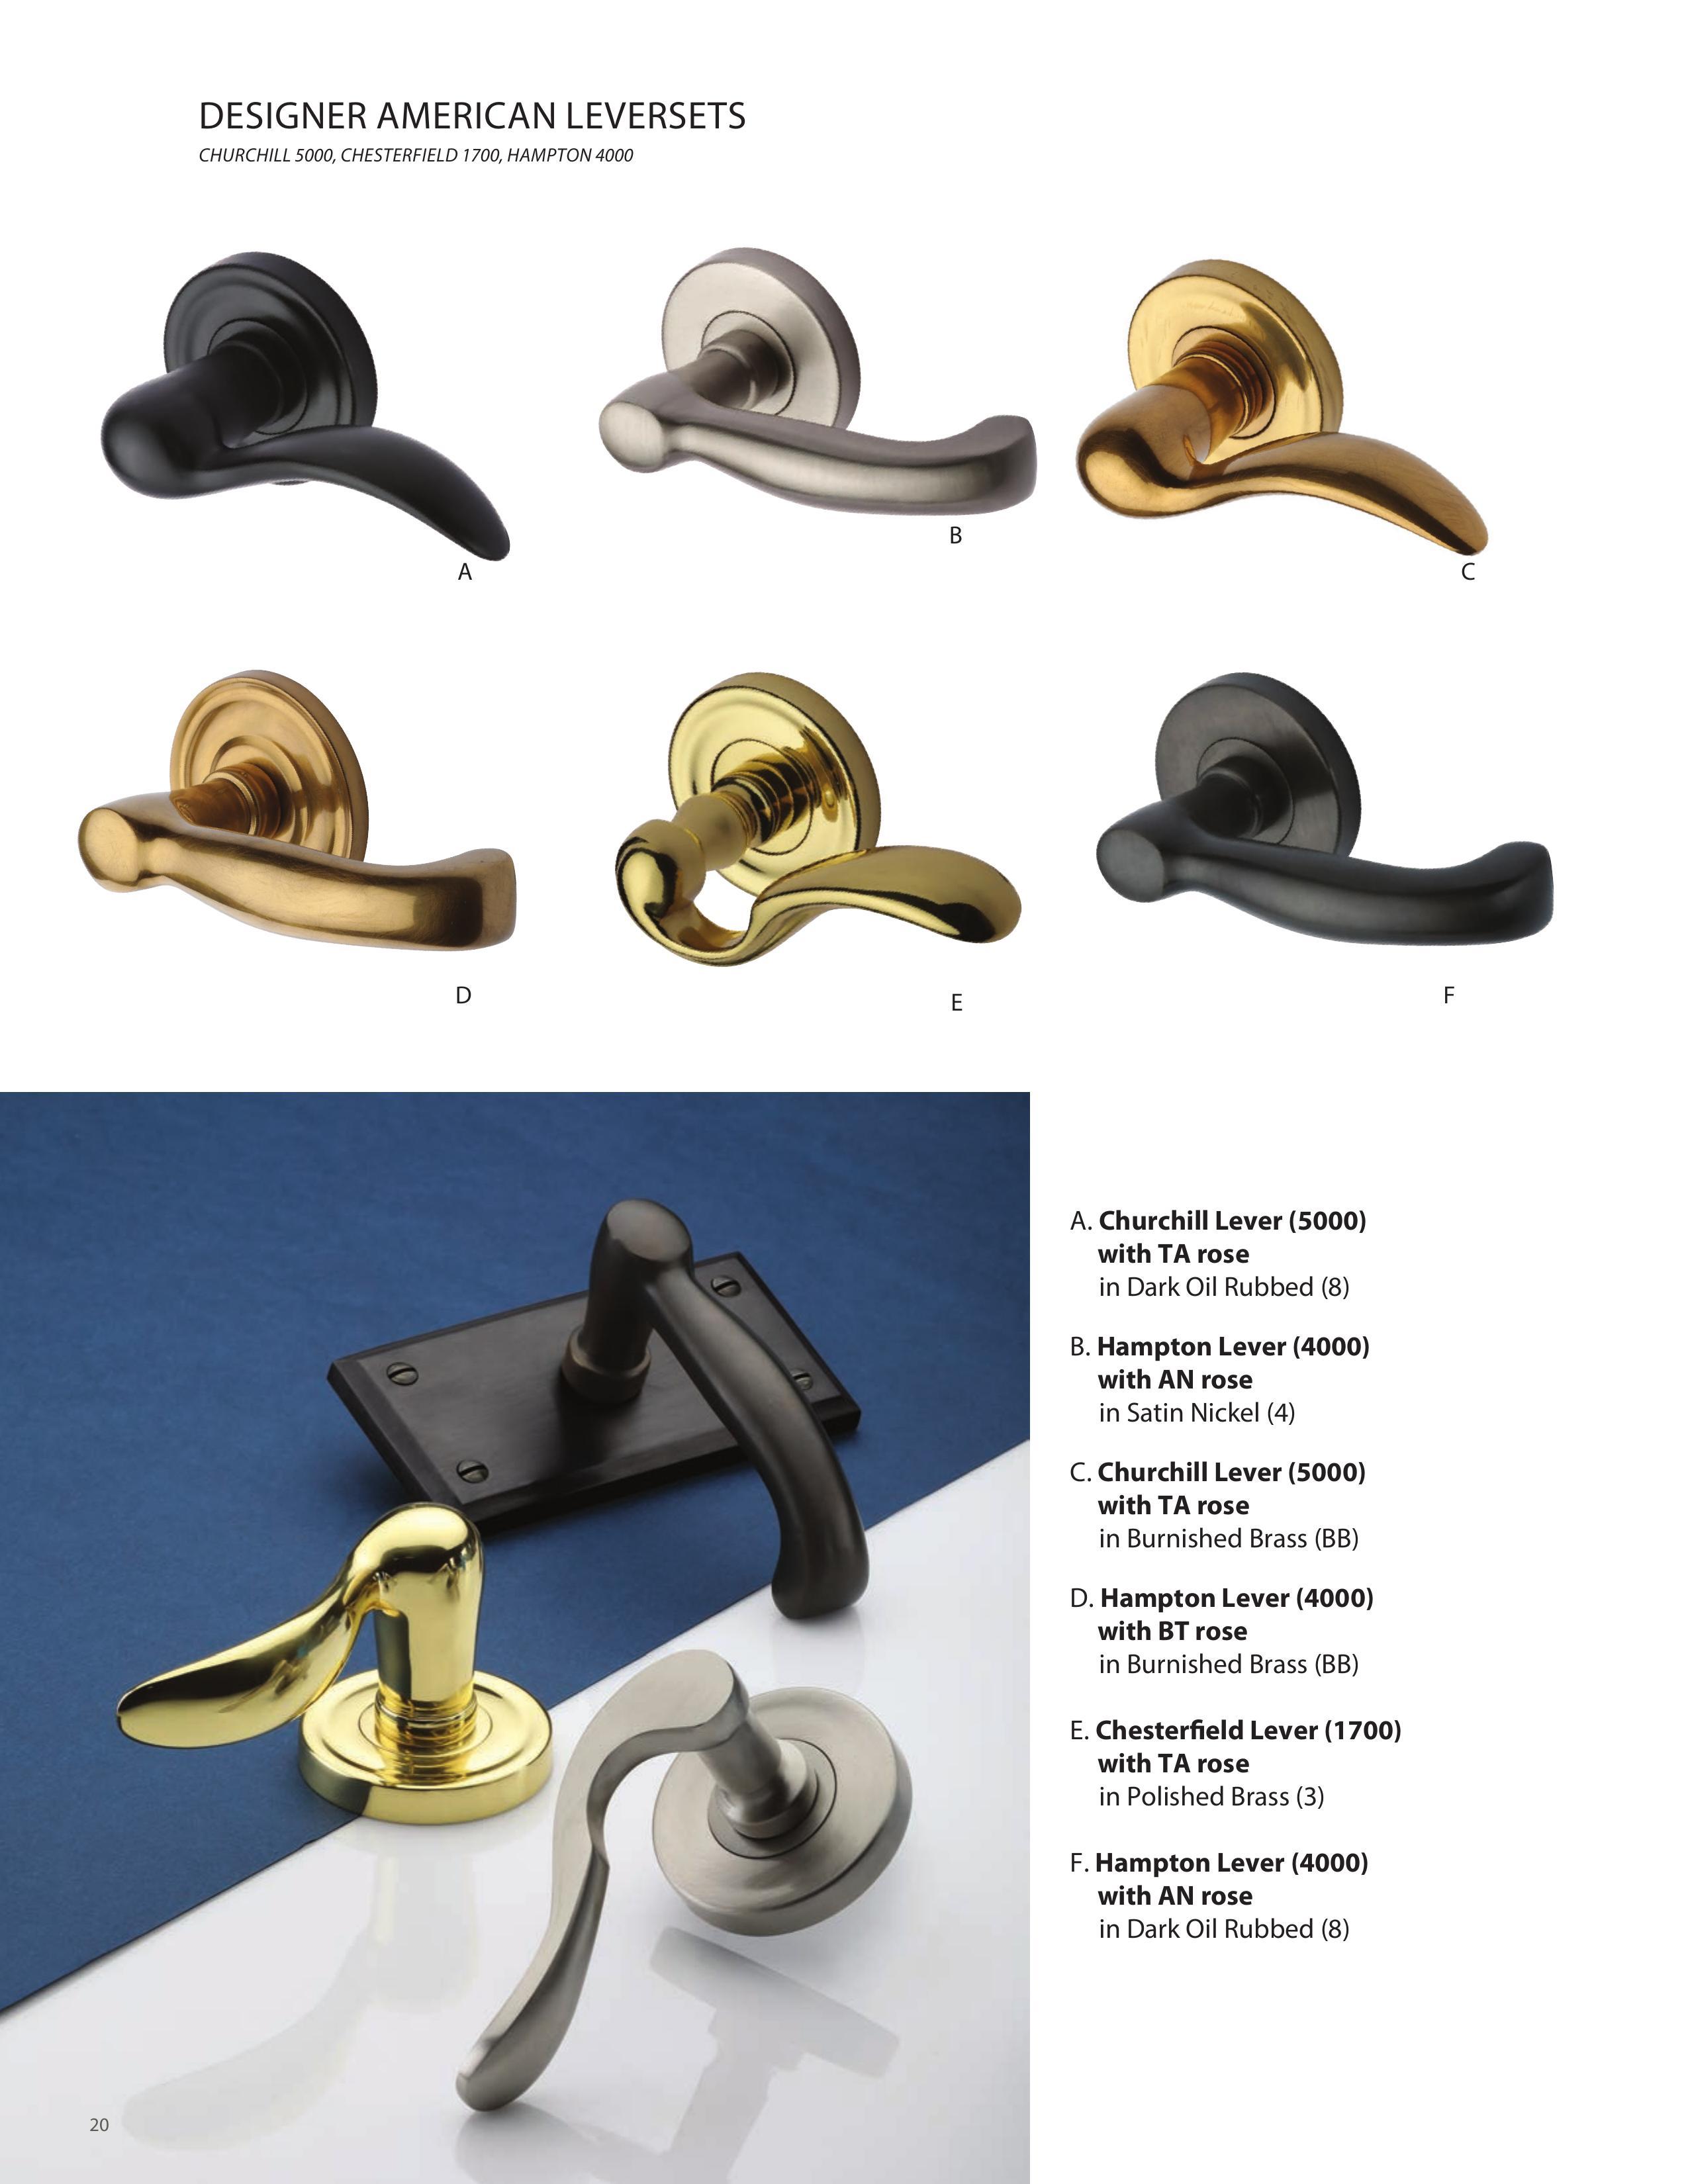 DESIGNER AMERICAN LEVERSETS
CHURCHILL 5000, CHESTERFIELD 1700, HAMPTON 4000
A
B
C
D
E
F
A. Churchill Lever (5000)
with TA rose
in Dark Oil Rubbed (8)
B. Hampton Lever (4000)
with AN rose
in Satin Nickel (4)
C. Churchill Lever (5000)
with TA rose
in Burnished Brass (BB)
D. Hampton Lever (4000)
with BT rose
in Burnished Brass (BB)
E. Chesterfield Lever (1700)
with TA rose
in Polished Brass (3)
F. Hampton Lever (4000)
with AN rose
in Dark Oil Rubbed (8)
20